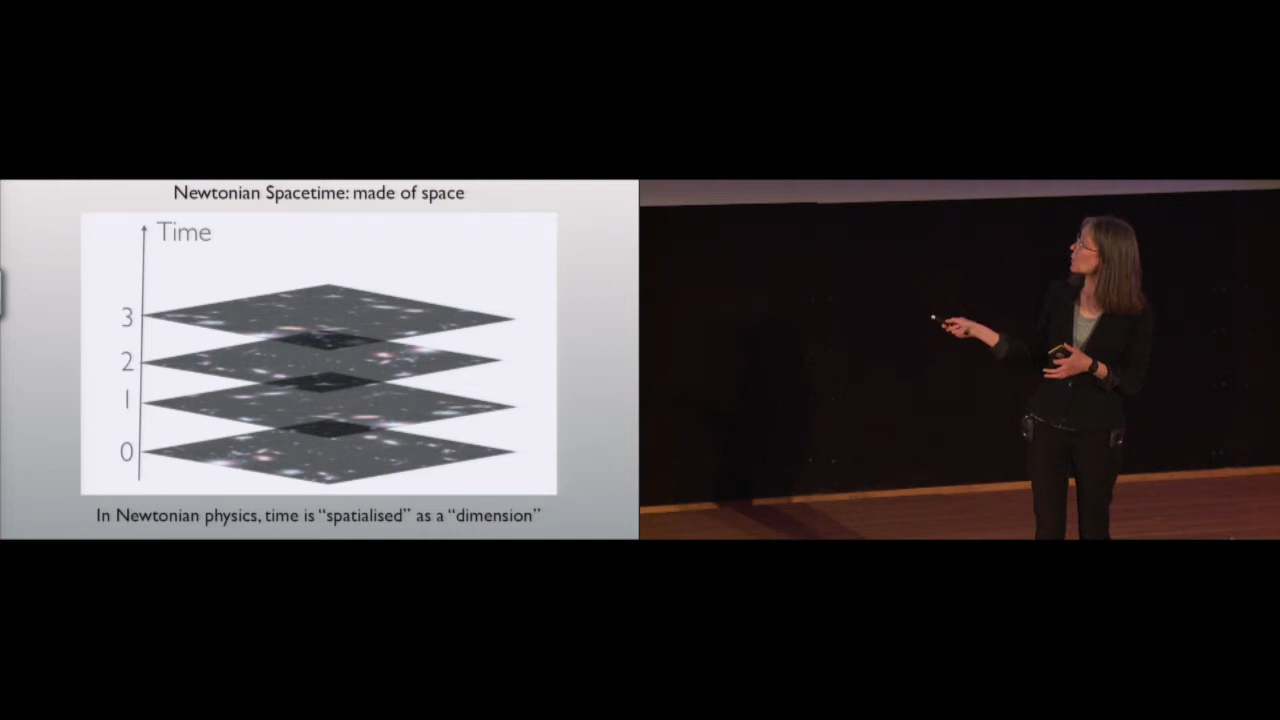 Newtonian Spacetime: made of space
Time
3
2
1
0
In Newtonian physics, time is “spatialised” as a “dimension”